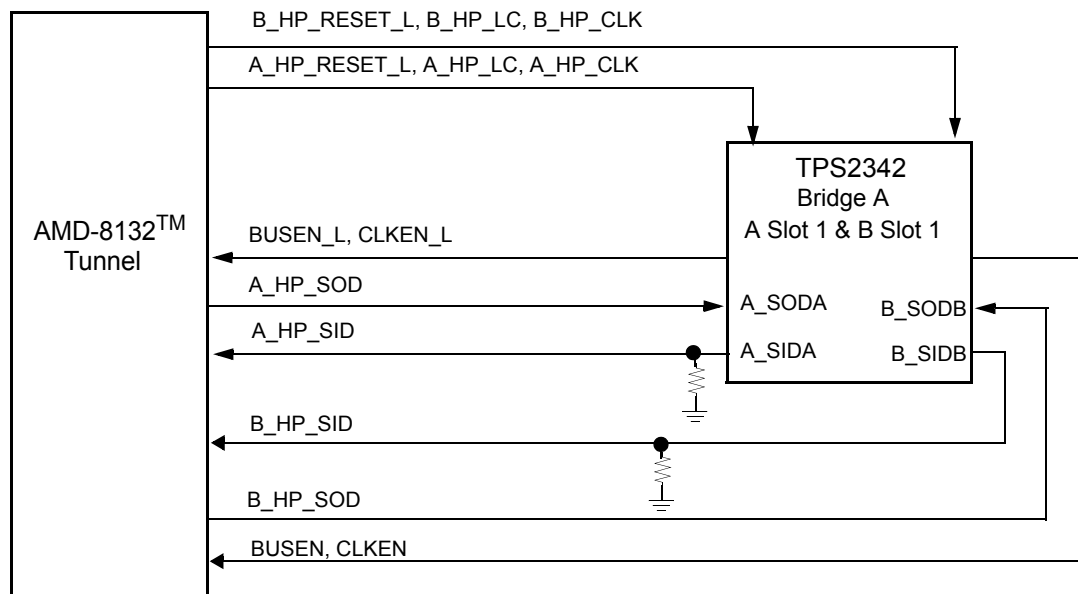 B_HP_RESET_L, B_HP_LC, B_HP_CLK
A_HP_RESET_L, A_HP_LC, A_HP_CLK
TPS2342
Bridge A
A Slot 1 & B Slot 1
AMD-8132TM
Tunnel
BUSEN_L, CLKEN_L
A_HP_SOD
A_SODA
B_SODB
A_HP_SID
A_SIDA
B_SIDB
B_HP_SID
B_HP_SOD
BUSEN, CLKEN